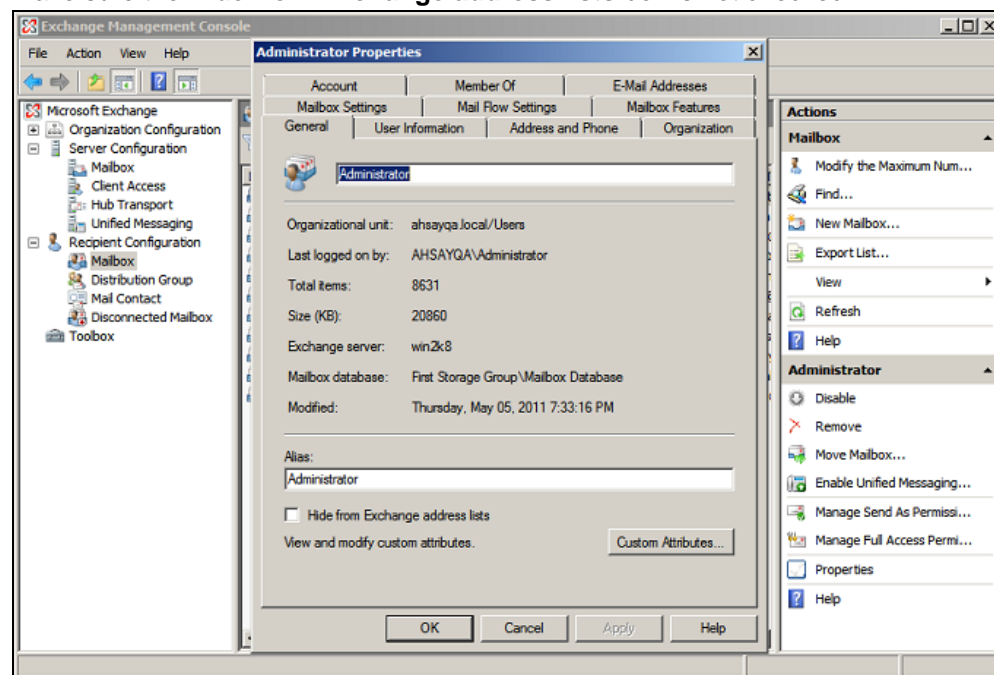 Exchange Management Console
File Action View Help
Microsoft Exchange
Organization Configuration
Server Configuration
Mailbox
Client Access
Hub Transport
Unified Messaging
Recipient Configuration
Mailbox
Distribution Group
Mail Contact
Disconnected Mailbox
Toolbox
Administrator Properties
Account Member Of E-Mail Addresses
Mailbox Settings Mail Flow Settings Mailbox Features
General User Information Address and Phone Organization
Administrator
Organizational unit: ahsayqa.local/Users
Last logged on by: AHSAYQA\Administrator
Total items: 8631
Size (KB): 20860
Exchange server: win2k8
Mailbox database: First Storage Group\Mailbox Database
Modified: Thursday, May 05, 2011 7:33:16 PM
Alias:
Administrator
Hide from Exchange address lists
View and modify custom attributes. Custom Attributes...
OK Cancel Apply Help
Actions
Mailbox
Modify the Maximum Num...
Find...
New Mailbox...
Export List...
View
Refresh
Help
Administrator
Disable
Remove
Move Mailbox...
Enable Unified Messaging...
Manage Send As Permissi...
Manage Full Access Permi...
Properties
Help